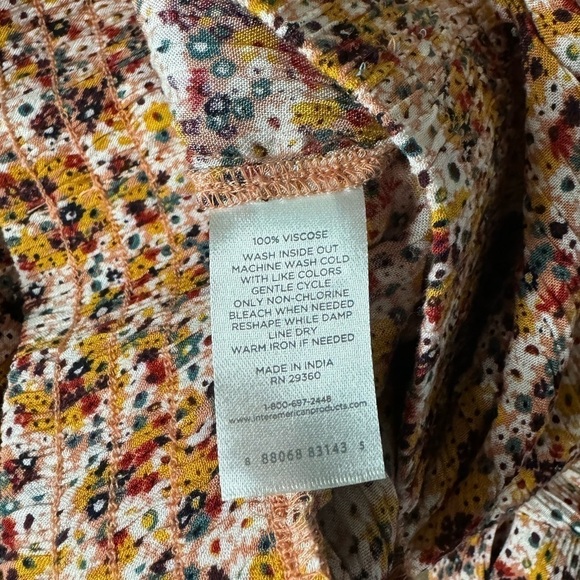 100% VISCOSE
WASH INSIDE OUT
MACHINE WASH COLD
WITH LIKE COLORS
GENTLE CYCLE
ONLY NON-CHLORINE
BLEACH WHEN NEEDED
RESHAPE WHILE DAMP
LINE DRY
WARM IRON IF NEEDED
MADE IN INDIA
RN 29360
1-800-697-2448
www.interamericanproducts.com
8 88068 83143 5